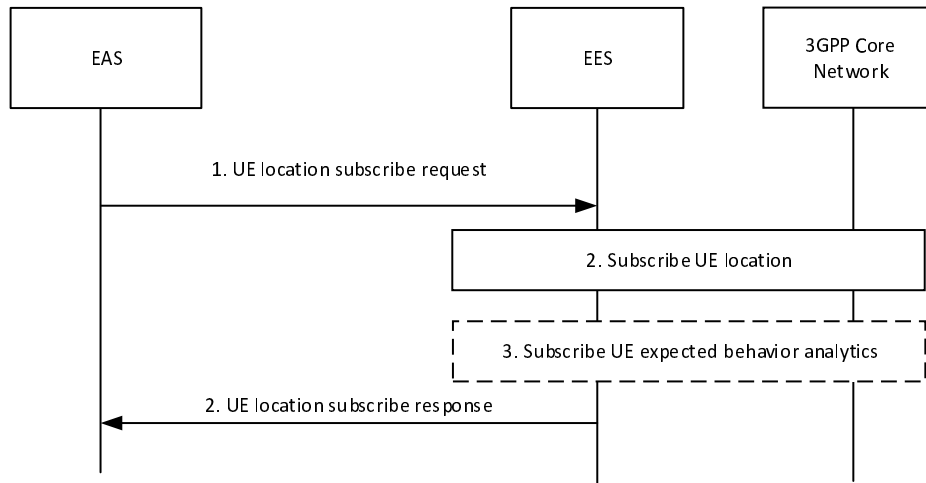 EAS
EES
3GPP Core
Network
1. UE location subscribe request
2. Subscribe UE location
3. Subscribe UE expected behavior analytics
2. UE location subscribe response